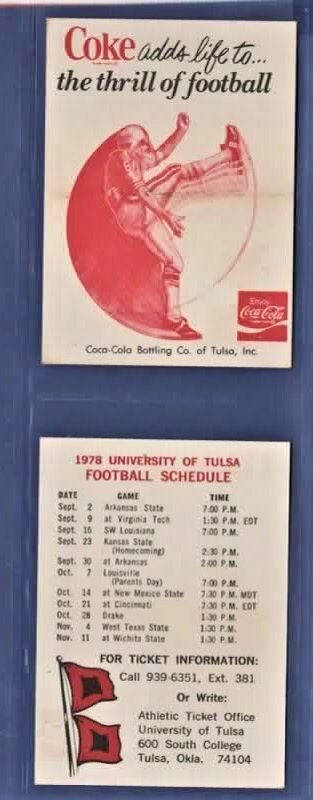 Coke adds life to...
the thrill of football
Enjoy
Coca-Cola
Coca-Cola Bottling Co. of Tulsa, Inc.
1978 UNIVERSITY OF TULSA
FOOTBALL SCHEDULE
DATE GAME TIME
Sept. 2 Arkansas State 7:00 P.M.
Sept. 9 at Virginia Tech 1:30 P.M. EDT
Sept. 16 SW Louisiana 7:00 P.M.
Sept. 23 Kansas State
(Homecoming) 2:30 P.M.
Sept. 30 at Arkansas 2:00 P.M.
Oct. 7 Louisville
(Parents Day) 7:00 P.M.
Oct. 14 at New Mexico State 7:30 P.M. MDT
Oct. 21 at Cincinnati 7:30 P.M. EDT
Oct. 28 Drake 1:30 P.M.
Nov. 4 West Texas State 1:30 P.M.
Nov. 11 at Wichita State 1:30 P.M.
FOR TICKET INFORMATION:
Call 939-6351, Ext. 381
Or Write:
Athletic Ticket Office
University of Tulsa
600 South College
Tulsa, Okla. 74104